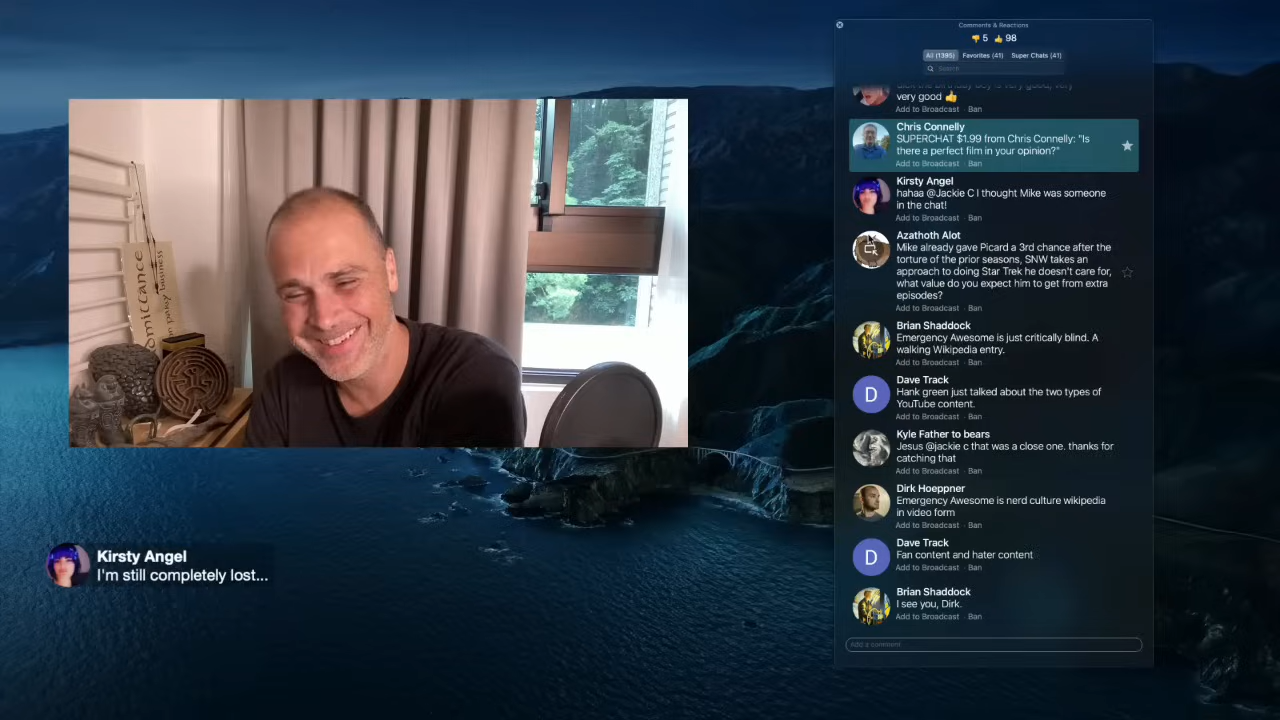 omittance
in pansy business
Kirsty Angel
I'm still completely lost...
Comments & Reactions
👎 5 👍 98
All (1395) Favorites (41) Super Chats (41)
Search
very good 👍
Add to Broadcast · Ban
Chris Connelly
SUPERCHAT $1.99 from Chris Connelly: "Is
there a perfect film in your opinion?"
Add to Broadcast · Ban
Kirsty Angel
hahaa @Jackie C I thought Mike was someone
in the chat!
Add to Broadcast · Ban
Azathoth Alot
Mike already gave Picard a 3rd chance after the
torture of the prior seasons, SNW takes an
approach to doing Star Trek he doesn't care for,
what value do you expect him to get from extra
episodes?
Add to Broadcast · Ban
Brian Shaddock
Emergency Awesome is just critically blind. A
walking Wikipedia entry.
Add to Broadcast · Ban
Dave Track
D
Hank green just talked about the two types of
YouTube content.
Add to Broadcast · Ban
Kyle Father to bears
Jesus @jackie c that was a close one. thanks for
catching that
Add to Broadcast · Ban
Dirk Hoeppner
Emergency Awesome is nerd culture wikipedia
in video form
Add to Broadcast · Ban
Dave Track
D
Fan content and hater content
Add to Broadcast · Ban
Brian Shaddock
I see you, Dirk.
Add to Broadcast · Ban
Add a comment